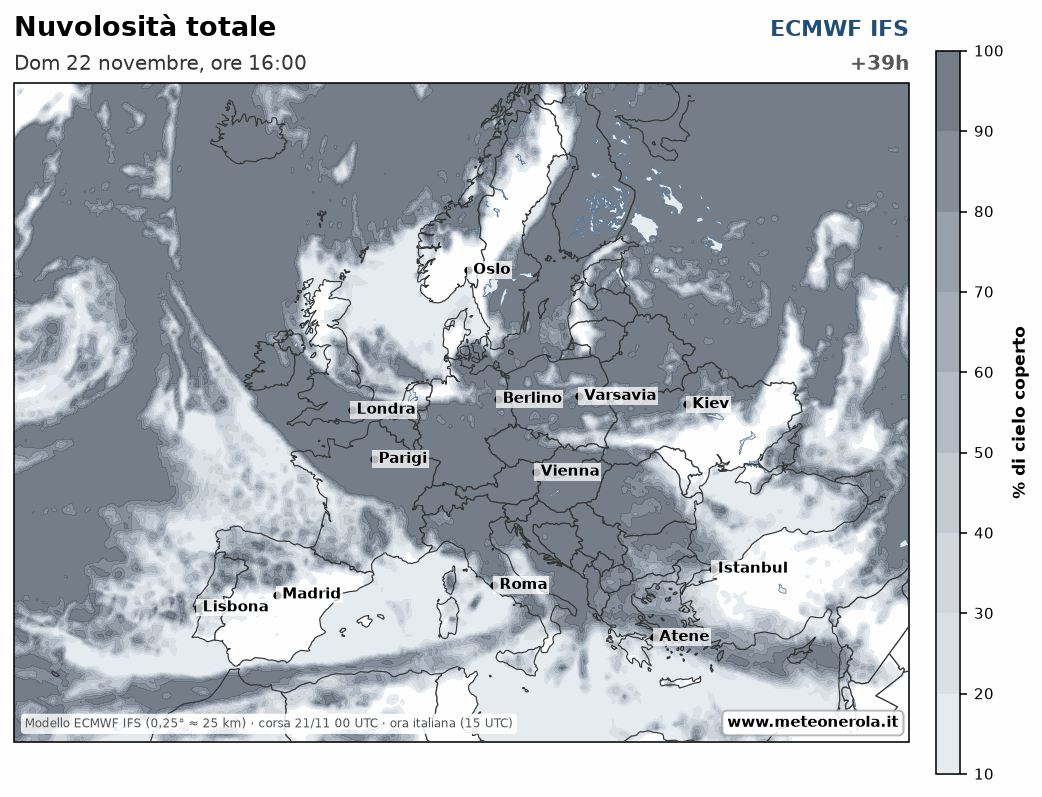 Nuvolosità totale
ECMWF IFS
Dom 22 novembre, ore 16:00
+39h
Oslo
Londra
Berlino
Varsavia
Kiev
Parigi
Vienna
Roma
Istanbul
Madrid
Lisbona
Atene
Modello ECMWF IFS (0,25° ≈ 25 km) · corsa 21/11 00 UTC · ora italiana (15 UTC)
www.meteonerola.it
100
90
80
70
60
50
40
30
20
10
% di cielo coperto